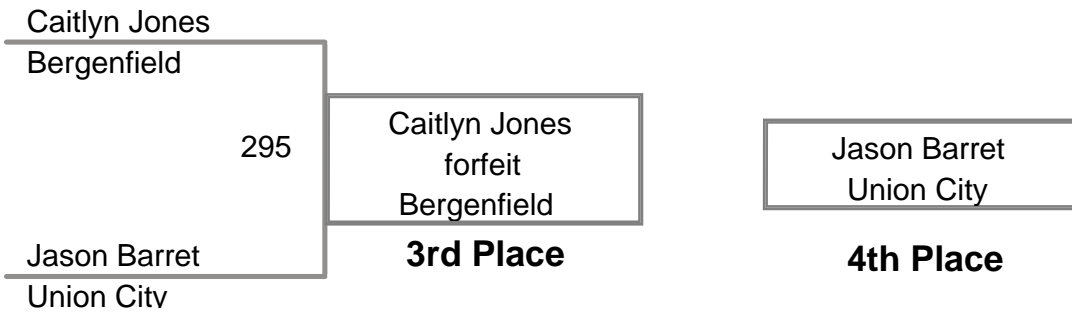 Caitlyn Jones
Bergenfield
295
Caitlyn Jones
forfeit
Bergenfield
3rd Place
Jason Barret
Union City
4th Place
Jason Barret
Union City